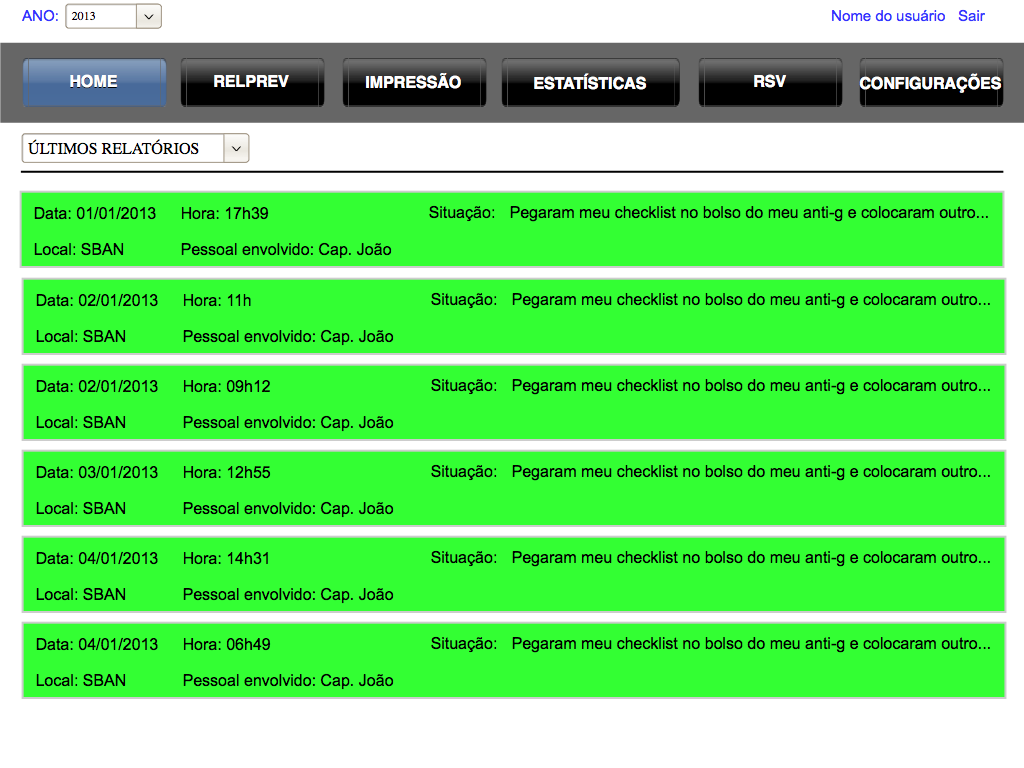 ANO: 2013 Nome do usuário Sair
HOME RELPREV IMPRESSÃO ESTATÍSTICAS RSV CONFIGURAÇÕES
ÚLTIMOS RELATÓRIOS
Data: 01/01/2013 Hora: 17h39 Situação: Pegaram meu checklist no bolso do meu anti-g e colocaram outro...
Local: SBAN Pessoal envolvido: Cap. João
Data: 02/01/2013 Hora: 11h Situação: Pegaram meu checklist no bolso do meu anti-g e colocaram outro...
Local: SBAN Pessoal envolvido: Cap. João
Data: 02/01/2013 Hora: 09h12 Situação: Pegaram meu checklist no bolso do meu anti-g e colocaram outro...
Local: SBAN Pessoal envolvido: Cap. João
Data: 03/01/2013 Hora: 12h55 Situação: Pegaram meu checklist no bolso do meu anti-g e colocaram outro...
Local: SBAN Pessoal envolvido: Cap. João
Data: 04/01/2013 Hora: 14h31 Situação: Pegaram meu checklist no bolso do meu anti-g e colocaram outro...
Local: SBAN Pessoal envolvido: Cap. João
Data: 04/01/2013 Hora: 06h49 Situação: Pegaram meu checklist no bolso do meu anti-g e colocaram outro...
Local: SBAN Pessoal envolvido: Cap. João